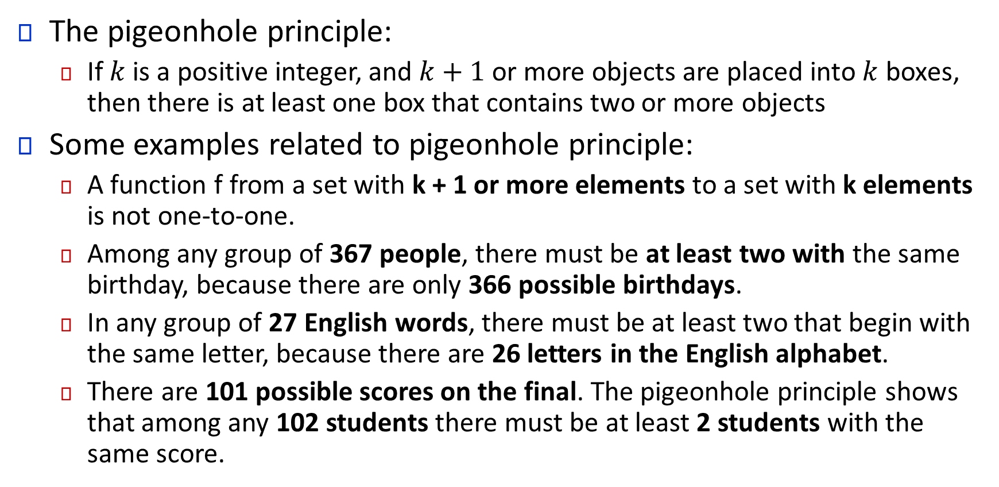 The pigeonhole principle:
If k is a positive integer, and k + 1 or more objects are placed into k boxes,
then there is at least one box that contains two or more objects
Some examples related to pigeonhole principle:
A function f from a set with k + 1 or more elements to a set with k elements
is not one-to-one.
Among any group of 367 people, there must be at least two with the same
birthday, because there are only 366 possible birthdays.
In any group of 27 English words, there must be at least two that begin with
the same letter, because there are 26 letters in the English alphabet.
There are 101 possible scores on the final. The pigeonhole principle shows
that among any 102 students there must be at least 2 students with the
same score.